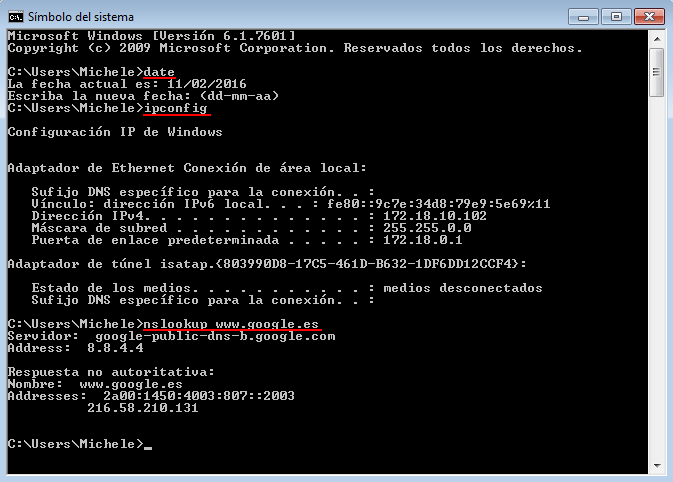 Símbolo del sistema
Microsoft Windows [Versión 6.1.7601]
Copyright (c) 2009 Microsoft Corporation. Reservados todos los derechos.
C:\Users\Michele>date
La fecha actual es: 11/02/2016
Escriba la nueva fecha: (dd-mm-aa)
C:\Users\Michele>ipconfig
Configuración IP de Windows
Adaptador de Ethernet Conexión de área local:
Sufijo DNS específico para la conexión. . :
Vínculo: dirección IPv6 local. . . : fe80::9c7e:34d8:79e9:5e69%11
Dirección IPv4. . . . . . . . . . . . . . : 172.18.10.102
Máscara de subred . . . . . . . . . . . . : 255.255.0.0
Puerta de enlace predeterminada . . . . . : 172.18.0.1
Adaptador de túnel isatap.{803990D8-17C5-461D-B632-1DF6DD12CCF4}:
Estado de los medios. . . . . . . . . . . : medios desconectados
Sufijo DNS específico para la conexión. . :
C:\Users\Michele>nslookup www.google.es
Servidor:  google-public-dns-b.google.com
Address:  8.8.4.4
Respuesta no autoritativa:
Nombre:  www.google.es
Addresses:  2a00:1450:4003:807::2003
216.58.210.131
C:\Users\Michele>_